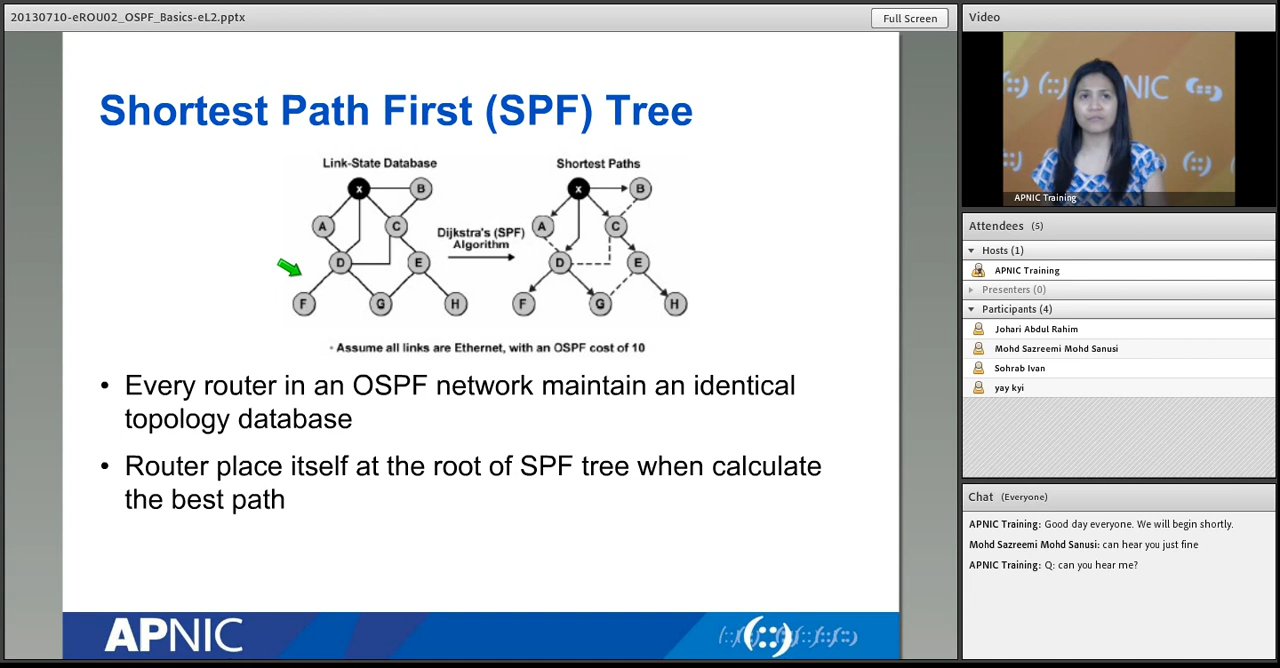 20130710-eROU02_OSPF_Basics-eL2.pptx
Full Screen
Shortest Path First (SPF) Tree
Link-State Database
Shortest Paths
x B
A C
D E
F G H
Dijkstra's (SPF)
Algorithm
x B
A C
D E
F G H
• Assume all links are Ethernet, with an OSPF cost of 10
• Every router in an OSPF network maintain an identical
topology database
• Router place itself at the root of SPF tree when calculate
the best path
APNIC
(::)
Video
APNIC
APNIC Training
Attendees (5)
Hosts (1)
APNIC Training
Presenters (0)
Participants (4)
Johari Abdul Rahim
Mohd Sazreemi Mohd Sanusi
Sohrab Ivan
yay kyi
Chat (Everyone)
APNIC Training: Good day everyone. We will begin shortly.
Mohd Sazreemi Mohd Sanusi: can hear you just fine
APNIC Training: Q: can you hear me?